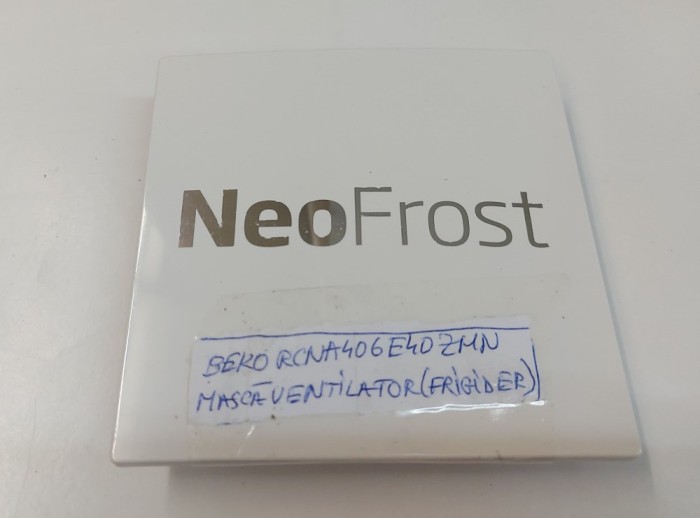 NeoFrost
BEKO RCNA406E40ZMN
MASCĂ VENTILATOR (FRIGIDER)